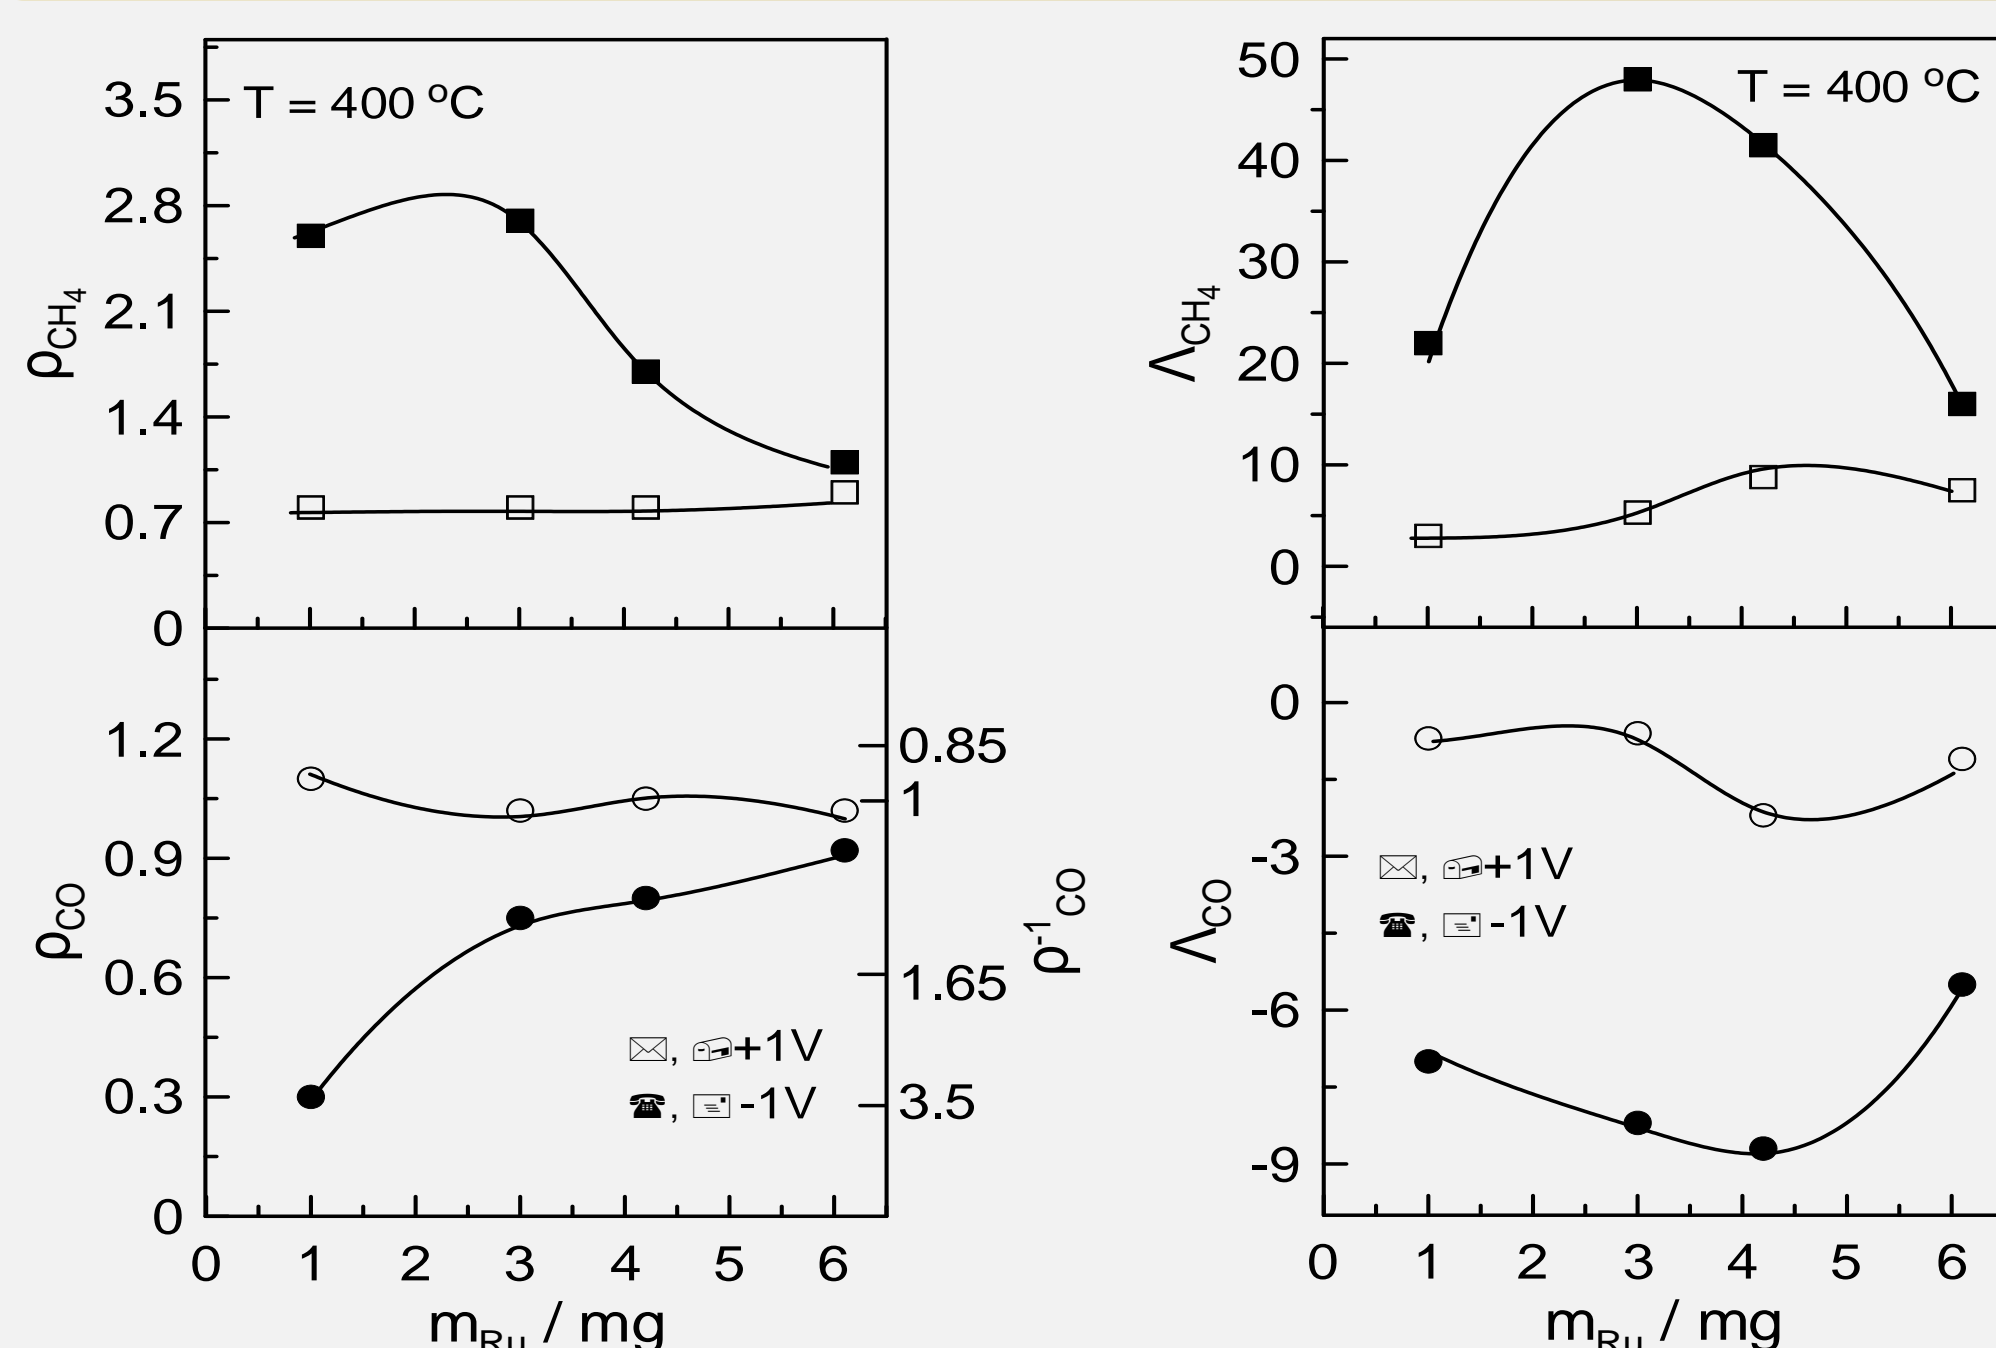 T = 400 °C
3.5
2.8
2.1
1.4
0.7
0
ρCH4
1.2
0.9
0.6
0.3
0
ρCO
0.85
1
1.65
3.5
ρ-1CO
✉, 🖃+1V
☎, 🖃-1V
0 1 2 3 4 5 6
mRu / mg
T = 400 °C
50
40
30
20
10
0
ΛCH4
0
-3
-6
-9
ΛCO
✉, 🖃+1V
☎, 🖃-1V
0 1 2 3 4 5 6
mRu / mg